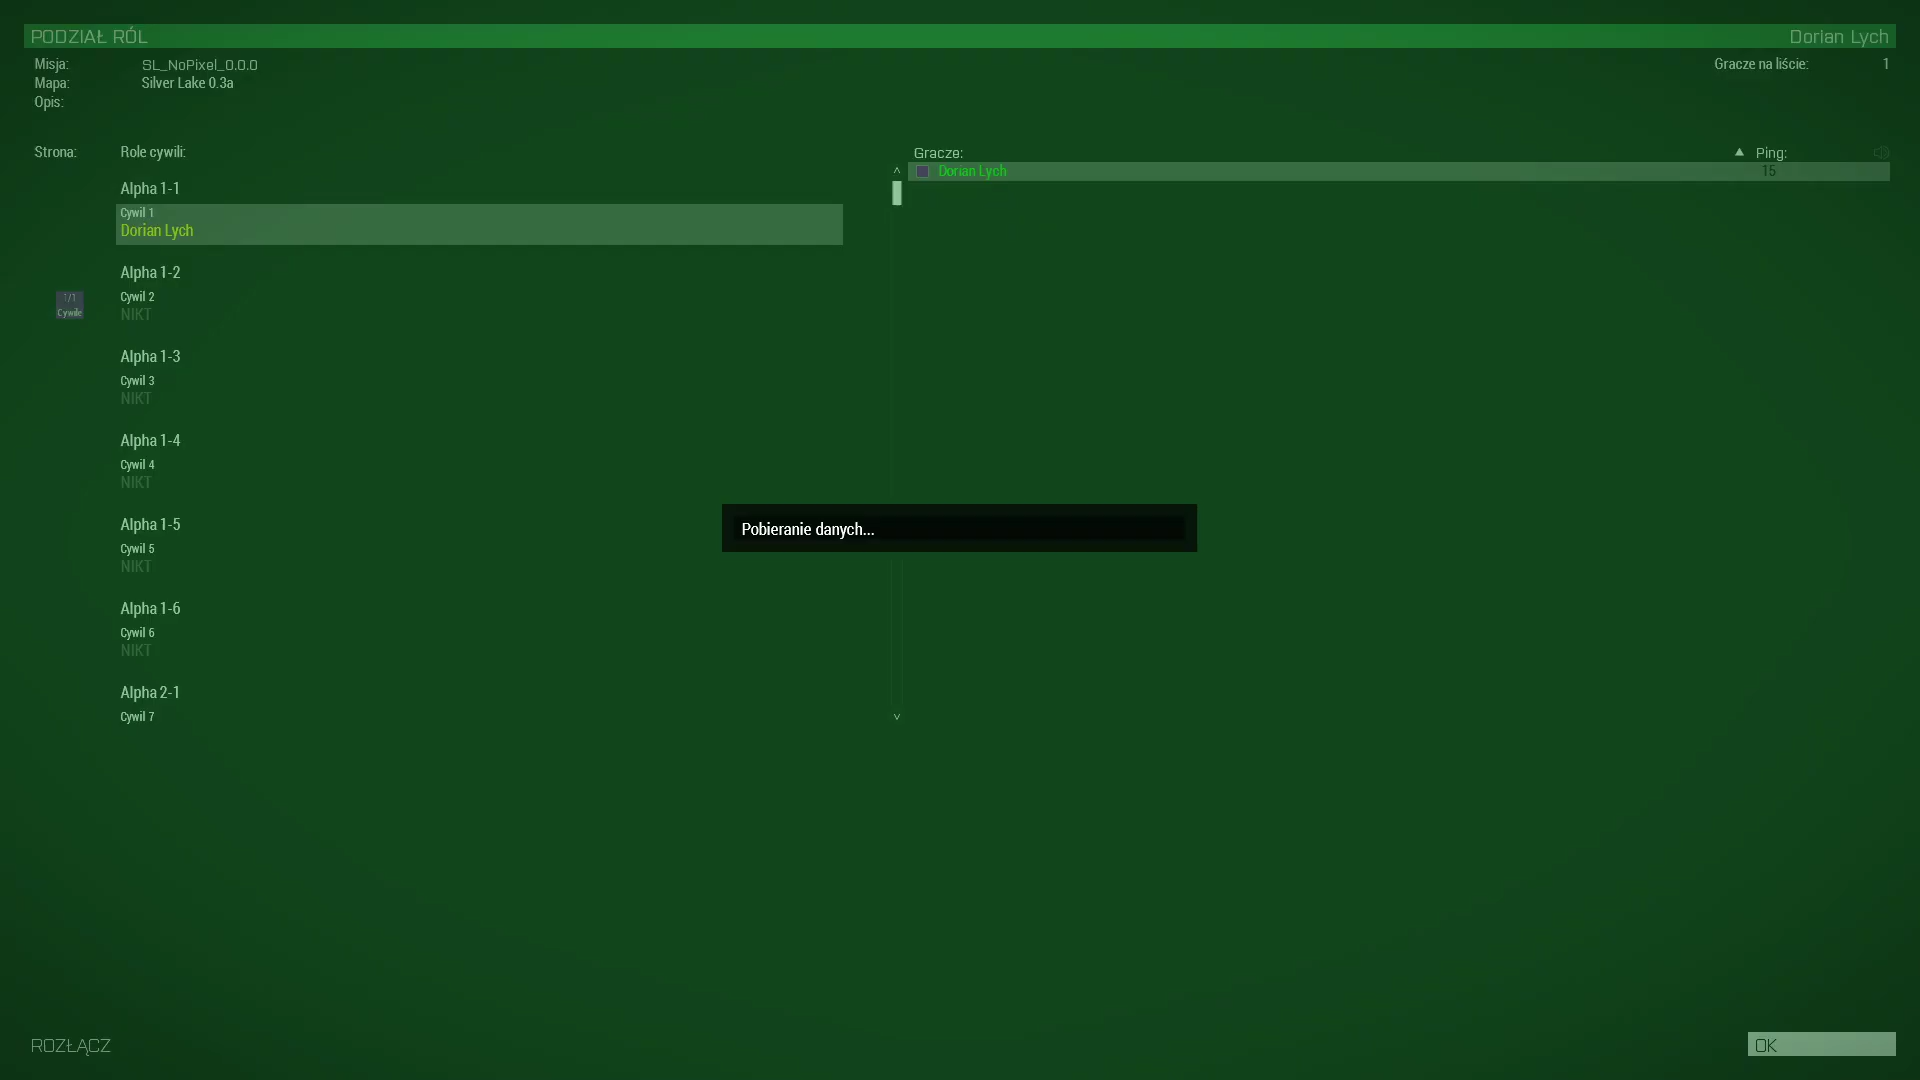 PODZIAŁ RÓL
Dorian Lych
Misja: SL_NoPixel_0.0.0
Gracze na liście: 1
Mapa: Silver Lake 0.3a
Opis:
Strona:
Role cywili:
Gracze:
Ping:
Dorian Lych 15
Alpha 1-1
Cywil 1
Dorian Lych
Alpha 1-2
Cywil 2
NIKT
1/1
Cywile
Alpha 1-3
Cywil 3
NIKT
Alpha 1-4
Cywil 4
NIKT
Alpha 1-5
Cywil 5
NIKT
Alpha 1-6
Cywil 6
NIKT
Alpha 2-1
Cywil 7
Pobieranie danych...
ROZŁĄCZ
OK